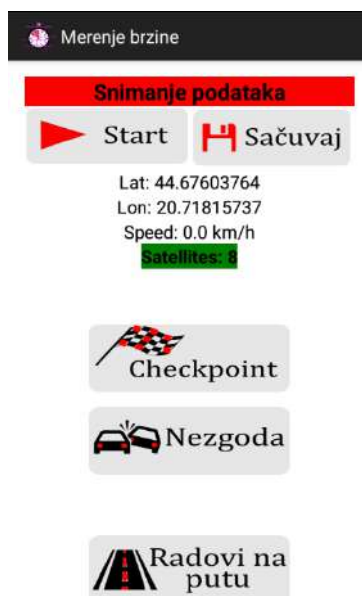 Merenje brzine
Snimanje podataka
Start
Sačuvaj
Lat: 44.67603764
Lon: 20.71815737
Speed: 0.0 km/h
Satellites: 8
Checkpoint
Nezgoda
Radovi na
putu